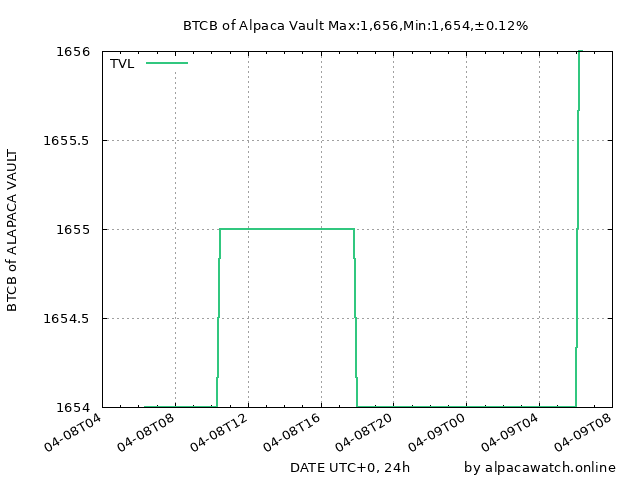 BTCB of Alpaca Vault Max:1,656,Min:1,654,±0.12%
TVL
1656
1655.5
1655
1654.5
1654
BTCB of ALAPACA VAULT
04-08T04
04-08T08
04-08T12
04-08T16
04-08T20
04-09T00
04-09T04
04-09T08
DATE UTC+0, 24h
by alpacawatch.online